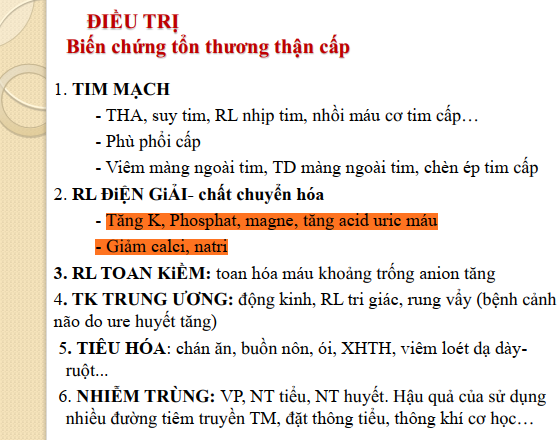 ĐIỀU TRỊ
Biến chứng tổn thương thận cấp
1. TIM MẠCH
- THA, suy tim, RL nhịp tim, nhồi máu cơ tim cấp…
- Phù phổi cấp
- Viêm màng ngoài tim, TD màng ngoài tim, chèn ép tim cấp
2. RL ĐiỆN GiẢI- chất chuyển hóa
- Tăng K, Phosphat, magne, tăng acid uric máu
- Giảm calci, natri
3. RL TOAN KiỀM: toan hóa máu khoảng trống anion tăng
4. TK TRUNG ƯƠNG: động kinh, RL tri giác, rung vẩy (bệnh cảnh
não do ure huyết tăng)
5. TIÊU HÓA: chán ăn, buồn nôn, ói, XHTH, viêm loét dạ dày-
ruột...
6. NHIỄM TRÙNG: VP, NT tiểu, NT huyết. Hậu quả của sử dụng
nhiều đường tiêm truyền TM, đặt thông tiểu, thông khí cơ học…